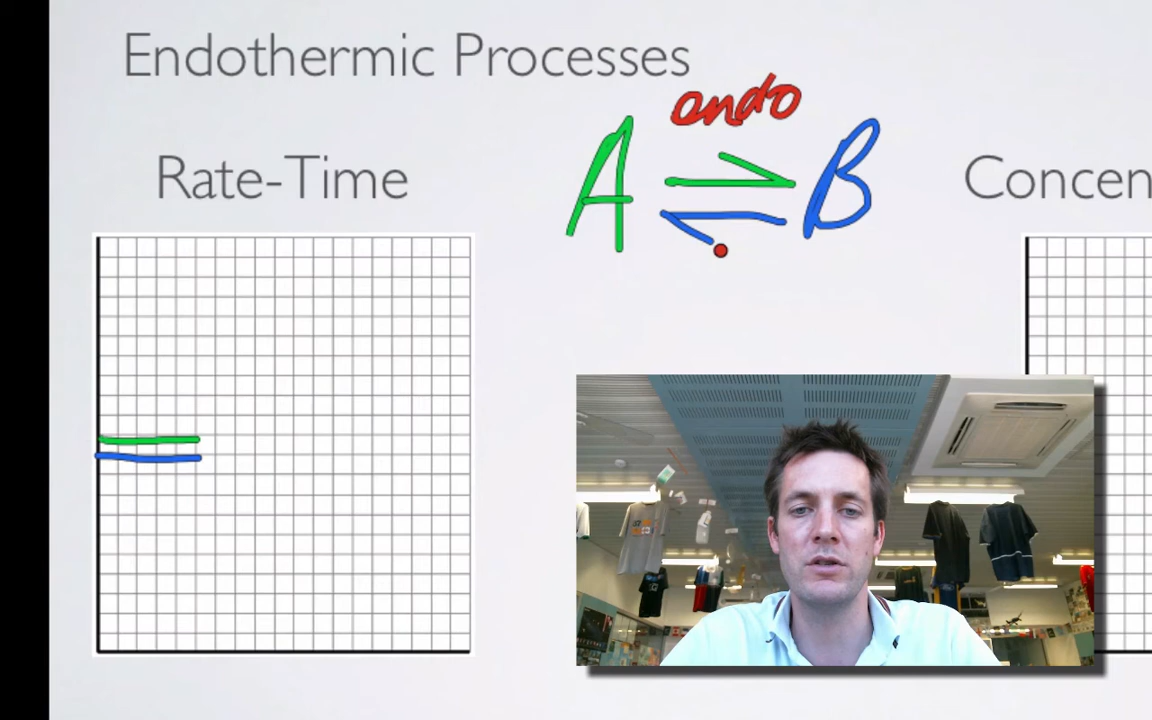 Endothermic Processes
endo
A ⇌ B
Rate-Time
Concen